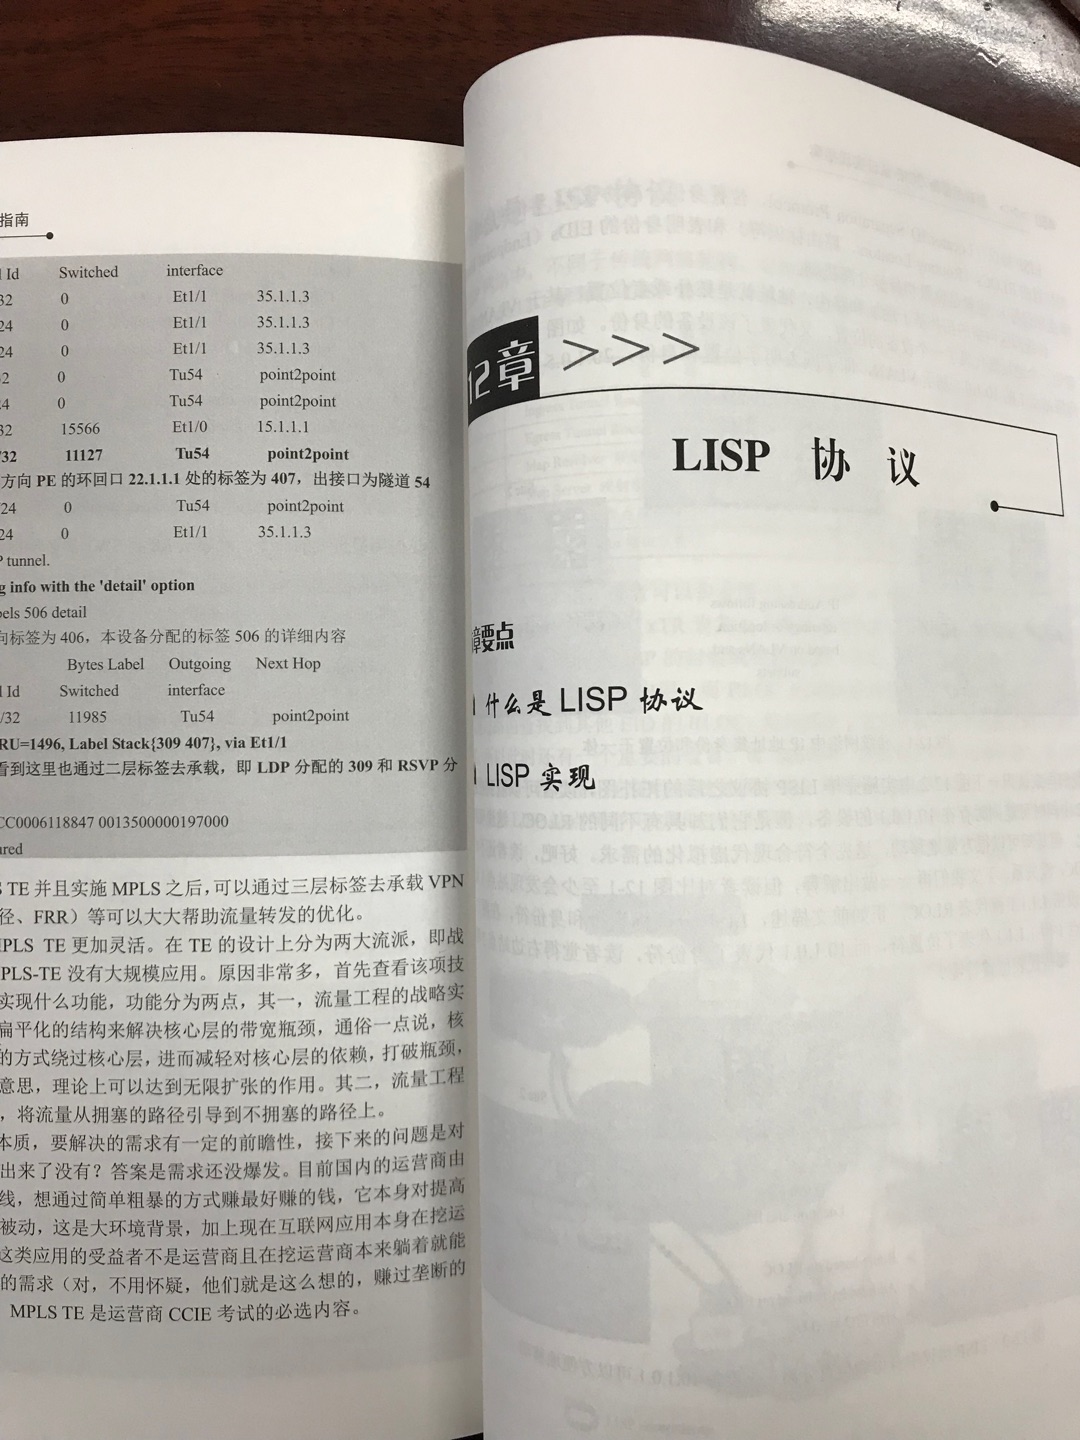 指南
l Id Switched interface
32 0 Et1/1 35.1.1.3
24 0 Et1/1 35.1.1.3
24 0 Et1/1 35.1.1.3
2 0 Tu54 point2point
24 0 Tu54 point2point
32 15566 Et1/0 15.1.1.1
/32 11127 Tu54 point2point
方向 PE 的环回口 22.1.1.1 处的标签为 407，出接口为隧道 54
/24 0 Tu54 point2point
24 0 Et1/1 35.1.1.3
P tunnel.
g info with the 'detail' option
bels 506 detail
向标签为 406，本设备分配的标签 506 的详细内容
Bytes Label Outgoing Next Hop
l Id Switched interface
/32 11985 Tu54 point2point
RU=1496, Label Stack{309 407}, via Et1/1
看到这里也通过二层标签去承载，即 LDP 分配的 309 和 RSVP 分
CC0006118847 0013500000197000
ured
S TE 并且实施 MPLS 之后，可以通过三层标签去承载 VPN
径、FRR）等可以大大帮助流量转发的优化。
MPLS TE 更加灵活。在 TE 的设计上分为两大流派，即战
PLS-TE 没有大规模应用。原因非常多，首先查看该项技
实现什么功能，功能分为两点，其一，流量工程的战略实
扁平化的结构来解决核心层的带宽瓶颈，通俗一点说，核
的方式绕过核心层，进而减轻对核心层的依赖，打破瓶颈，
意思，理论上可以达到无限扩张的作用。其二，流量工程
，将流量从拥塞的路径引导到不拥塞的路径上。
本质，要解决的需求有一定的前瞻性，接下来的问题是对
出来了没有？答案是需求还没爆发。目前国内的运营商由
线，想通过简单粗暴的方式赚最好赚的钱，它本身对提高
被动，这是大环境背景，加上现在互联网应用本身在挖运
这类应用的受益者不是运营商且在挖运营商本来躺着就能
的需求（对，不用怀疑，他们就是这么想的，赚过垄断的
MPLS TE 是运营商 CCIE 考试的必选内容。
12章 >>>
LISP 协 议
章要点
什么是 LISP 协议
LISP 实现